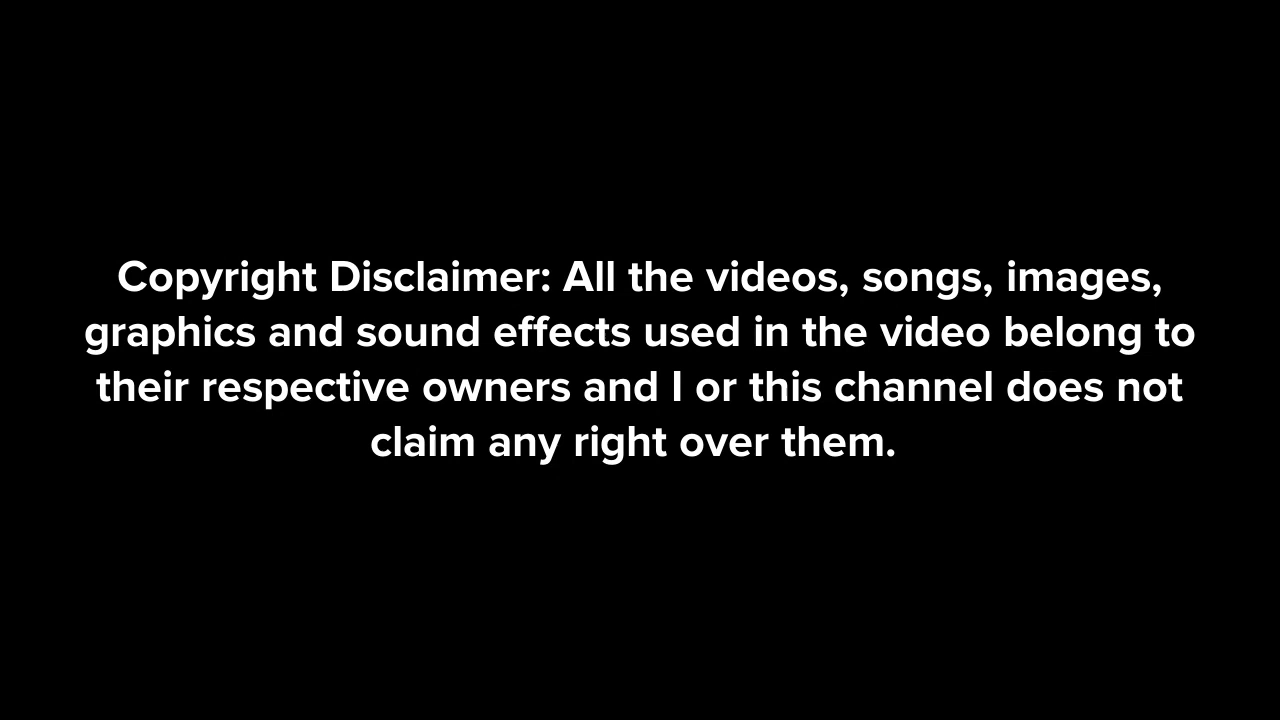 Copyright Disclaimer: All the videos, songs, images,
graphics and sound effects used in the video belong to
their respective owners and I or this channel does not
claim any right over them.